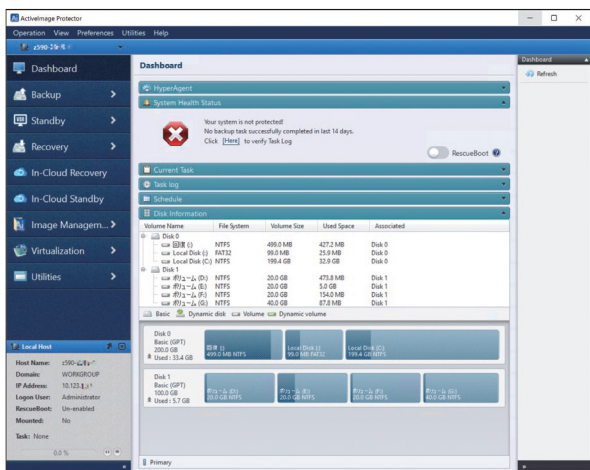 ActiveImage Protector
Operation View Preferences Utilities Help
z590-
Dashboard
Backup
Standby
Recovery
In-Cloud Recovery
In-Cloud Standby
Image Managem...
Virtualization
Utilities
Local Host
Host Name: z590-
Domain: WORKGROUP
IP Address: 10.123.
Logon User: Administrator
RescueBoot: Un-enabled
Mounted: No
Task: None
0.0 %
Dashboard
HyperAgent
System Health Status
Your system is not protected!
No backup task successfully completed in last 14 days.
Click [Here] to verify Task Log
RescueBoot
Current Task
Task log
Schedule
Disk Information
Volume Name File System Volume Size Used Space Associated
Disk 0
回復 (:) NTFS 499.0 MB 427.2 MB Disk 0
Local Disk (:) FAT32 99.0 MB 25.9 MB Disk 0
Local Disk (C:) NTFS 199.4 GB 32.9 GB Disk 0
Disk 1
ボリューム (D:) NTFS 20.0 GB 473.8 MB Disk 1
ボリューム (E:) NTFS 20.0 GB 5.0 GB Disk 1
ボリューム (F:) NTFS 20.0 GB 154.0 MB Disk 1
ボリューム (G:) NTFS 40.0 GB 87.8 MB Disk 1
Basic Dynamic disk Volume Dynamic volume
Disk 0
Basic (GPT)
200.0 GB
Used : 33.4 GB
回復 (:)
499.0 MB NTFS
Local Disk (:)
99.0 MB FAT32
Local Disk (C:)
199.4 GB NTFS
Disk 1
Basic (GPT)
100.0 GB
Used : 5.7 GB
ボリューム (D:)
20.0 GB NTFS
ボリューム (E:)
20.0 GB NTFS
ボリューム (F:)
20.0 GB NTFS
ボリューム (G:)
40.0 GB NTFS
Primary
Dashboard
Refresh